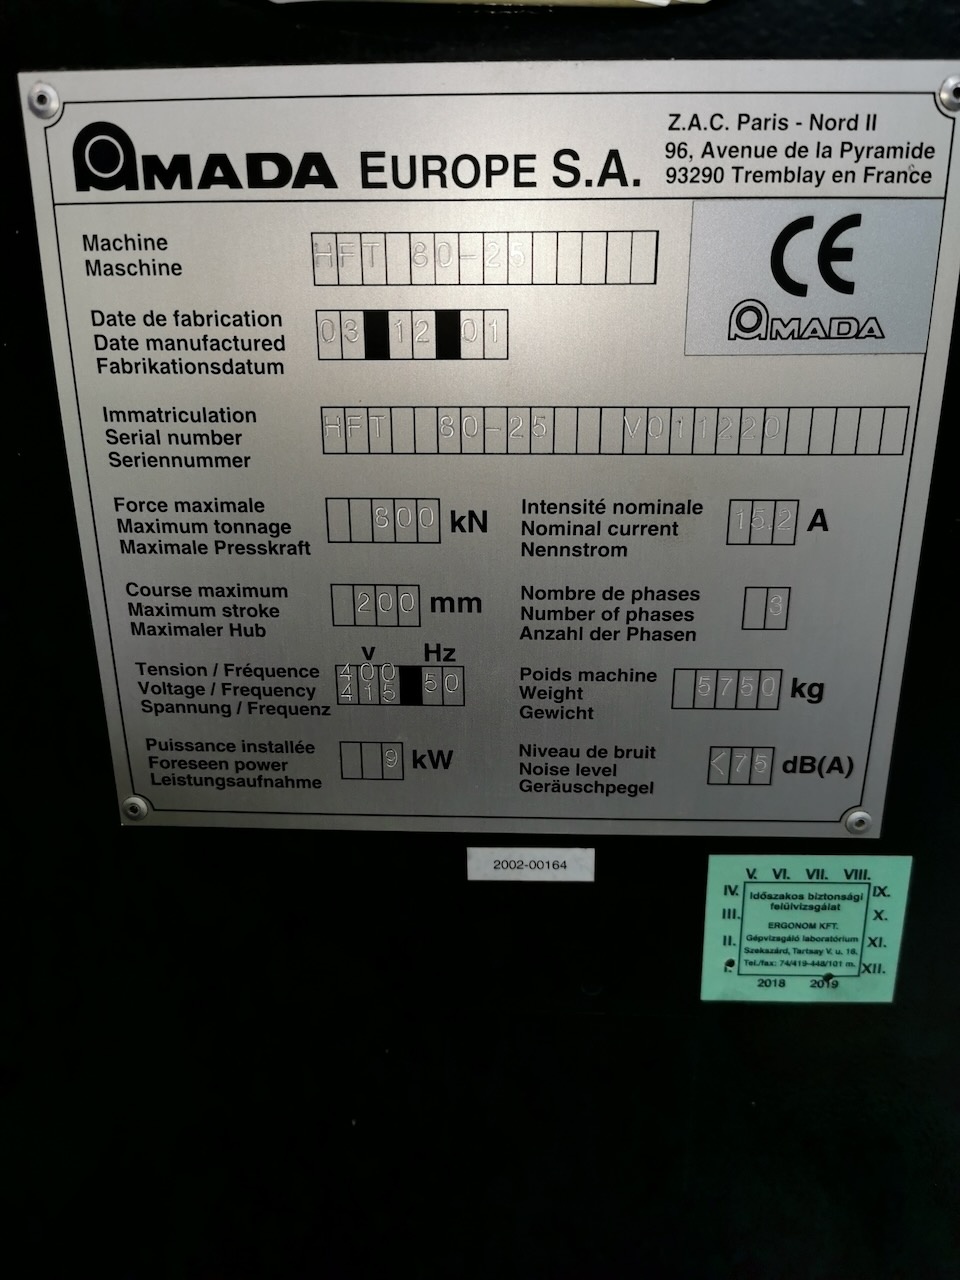 AMADA EUROPE S.A.
Z.A.C. Paris - Nord II
96, Avenue de la Pyramide
93290 Tremblay en France
Machine
Maschine
HFT 80-25
CE
AMADA
Date de fabrication
Date manufactured
Fabrikationsdatum
03 12 01
Immatriculation
Serial number
Seriennummer
HFT 80-25 V011220
Force maximale
Maximum tonnage
Maximale Presskraft
800 kN
Intensité nominale
Nominal current
Nennstrom
15.2 A
Course maximum
Maximum stroke
Maximaler Hub
200 mm
Nombre de phases
Number of phases
Anzahl der Phasen
3
V Hz
Tension / Fréquence
Voltage / Frequency
Spannung / Frequenz
400
415 50
Poids machine
Weight
Gewicht
5750 kg
Puissance installée
Foreseen power
Leistungsaufnahme
9 kW
Niveau de bruit
Noise level
Geräuschpegel
<75 dB(A)
2002-00164
V. VI. VII. VIII.
IV. IX.
III. X.
II. XI.
I. XII.
Időszakos biztonsági
felülvizsgálat
ERGONOM KFT.
Gépvizsgáló laboratórium
Szekszárd, Tartsay V. u. 16.
Tel./fax: 74/419-448/101 m.
2018 2019